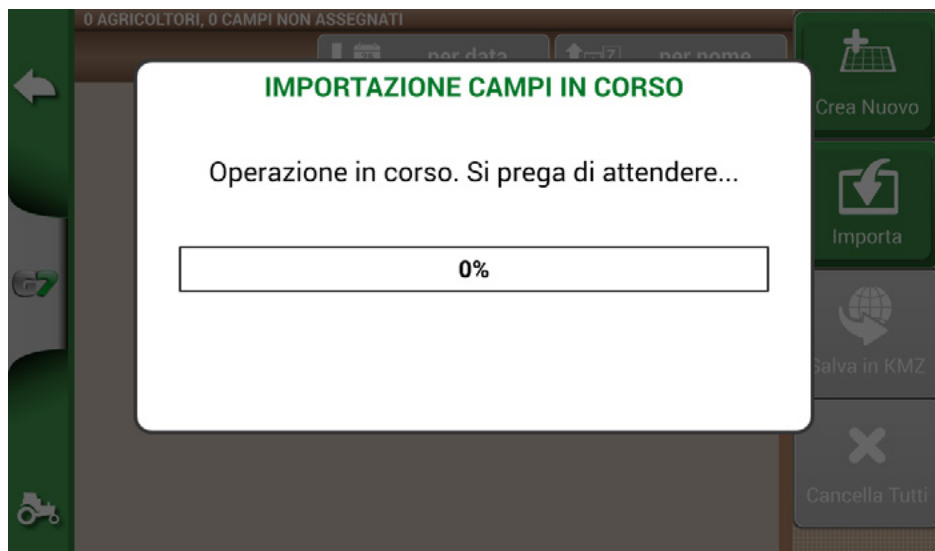 0 AGRICOLTORI, 0 CAMPI NON ASSEGNATI
per data
Z
per nome
IMPORTAZIONE CAMPI IN CORSO
Operazione in corso. Si prega di attendere...
0%
G7
Crea Nuovo
Importa
Salva in KMZ
Cancella Tutti